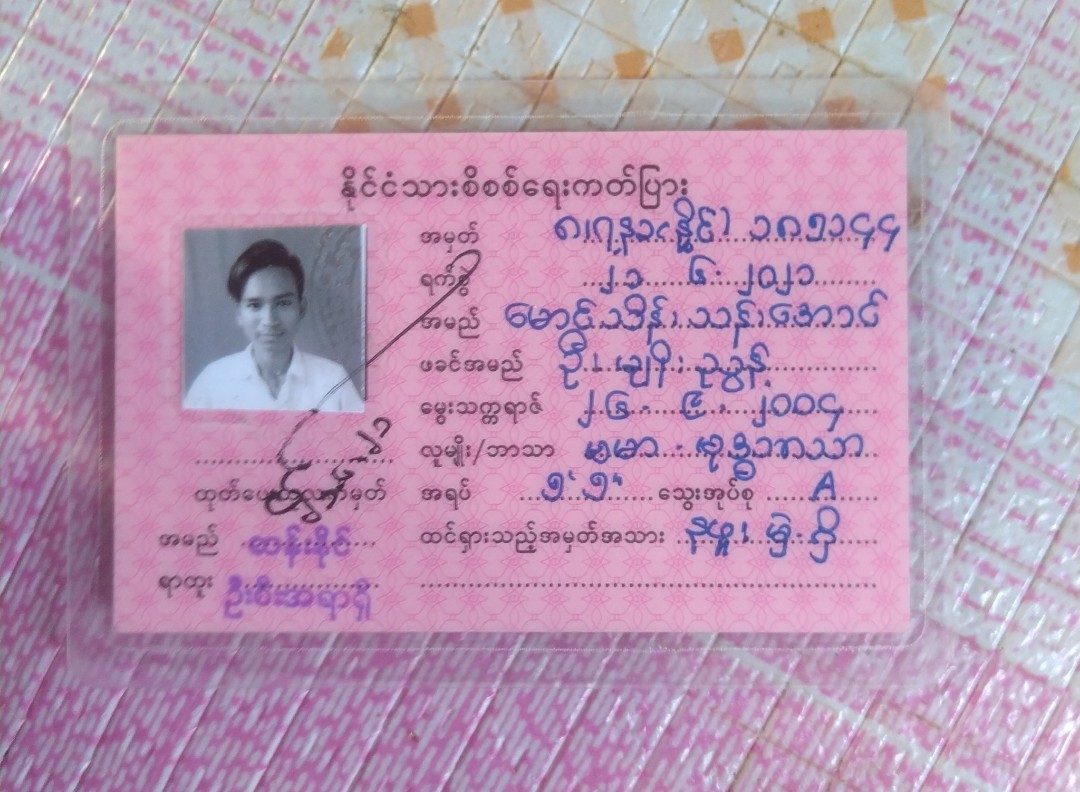 နိုင်ငံသားစိစစ်ရေးကတ်ပြား
အမှတ် ၈/ရနခ(နိုင်) ၁၈၅၁၄၄
ရက်စွဲ ၂၁ ၆ ၂၀၂၁
အမည် မောင်သိန်းသန်းအောင်
ဖခင်အမည် ဦး
မွေးသက္ကရာဇ် ၂၆ ၉ ၂၀၀၄
လူမျိုး/ဘာသာ ဗမာ ဗုဒ္ဓဘာသာ
အရပ် ၅' ၅" သွေးအုပ်စု A
ထုတ်ပေးသူလက်မှတ်
ထင်ရှားသည့်အမှတ်အသား နဖူး မှဲ့ ရှိ
အမည် ဆန်းနိုင်
ရာထူး ဦးစီးအရာရှိ